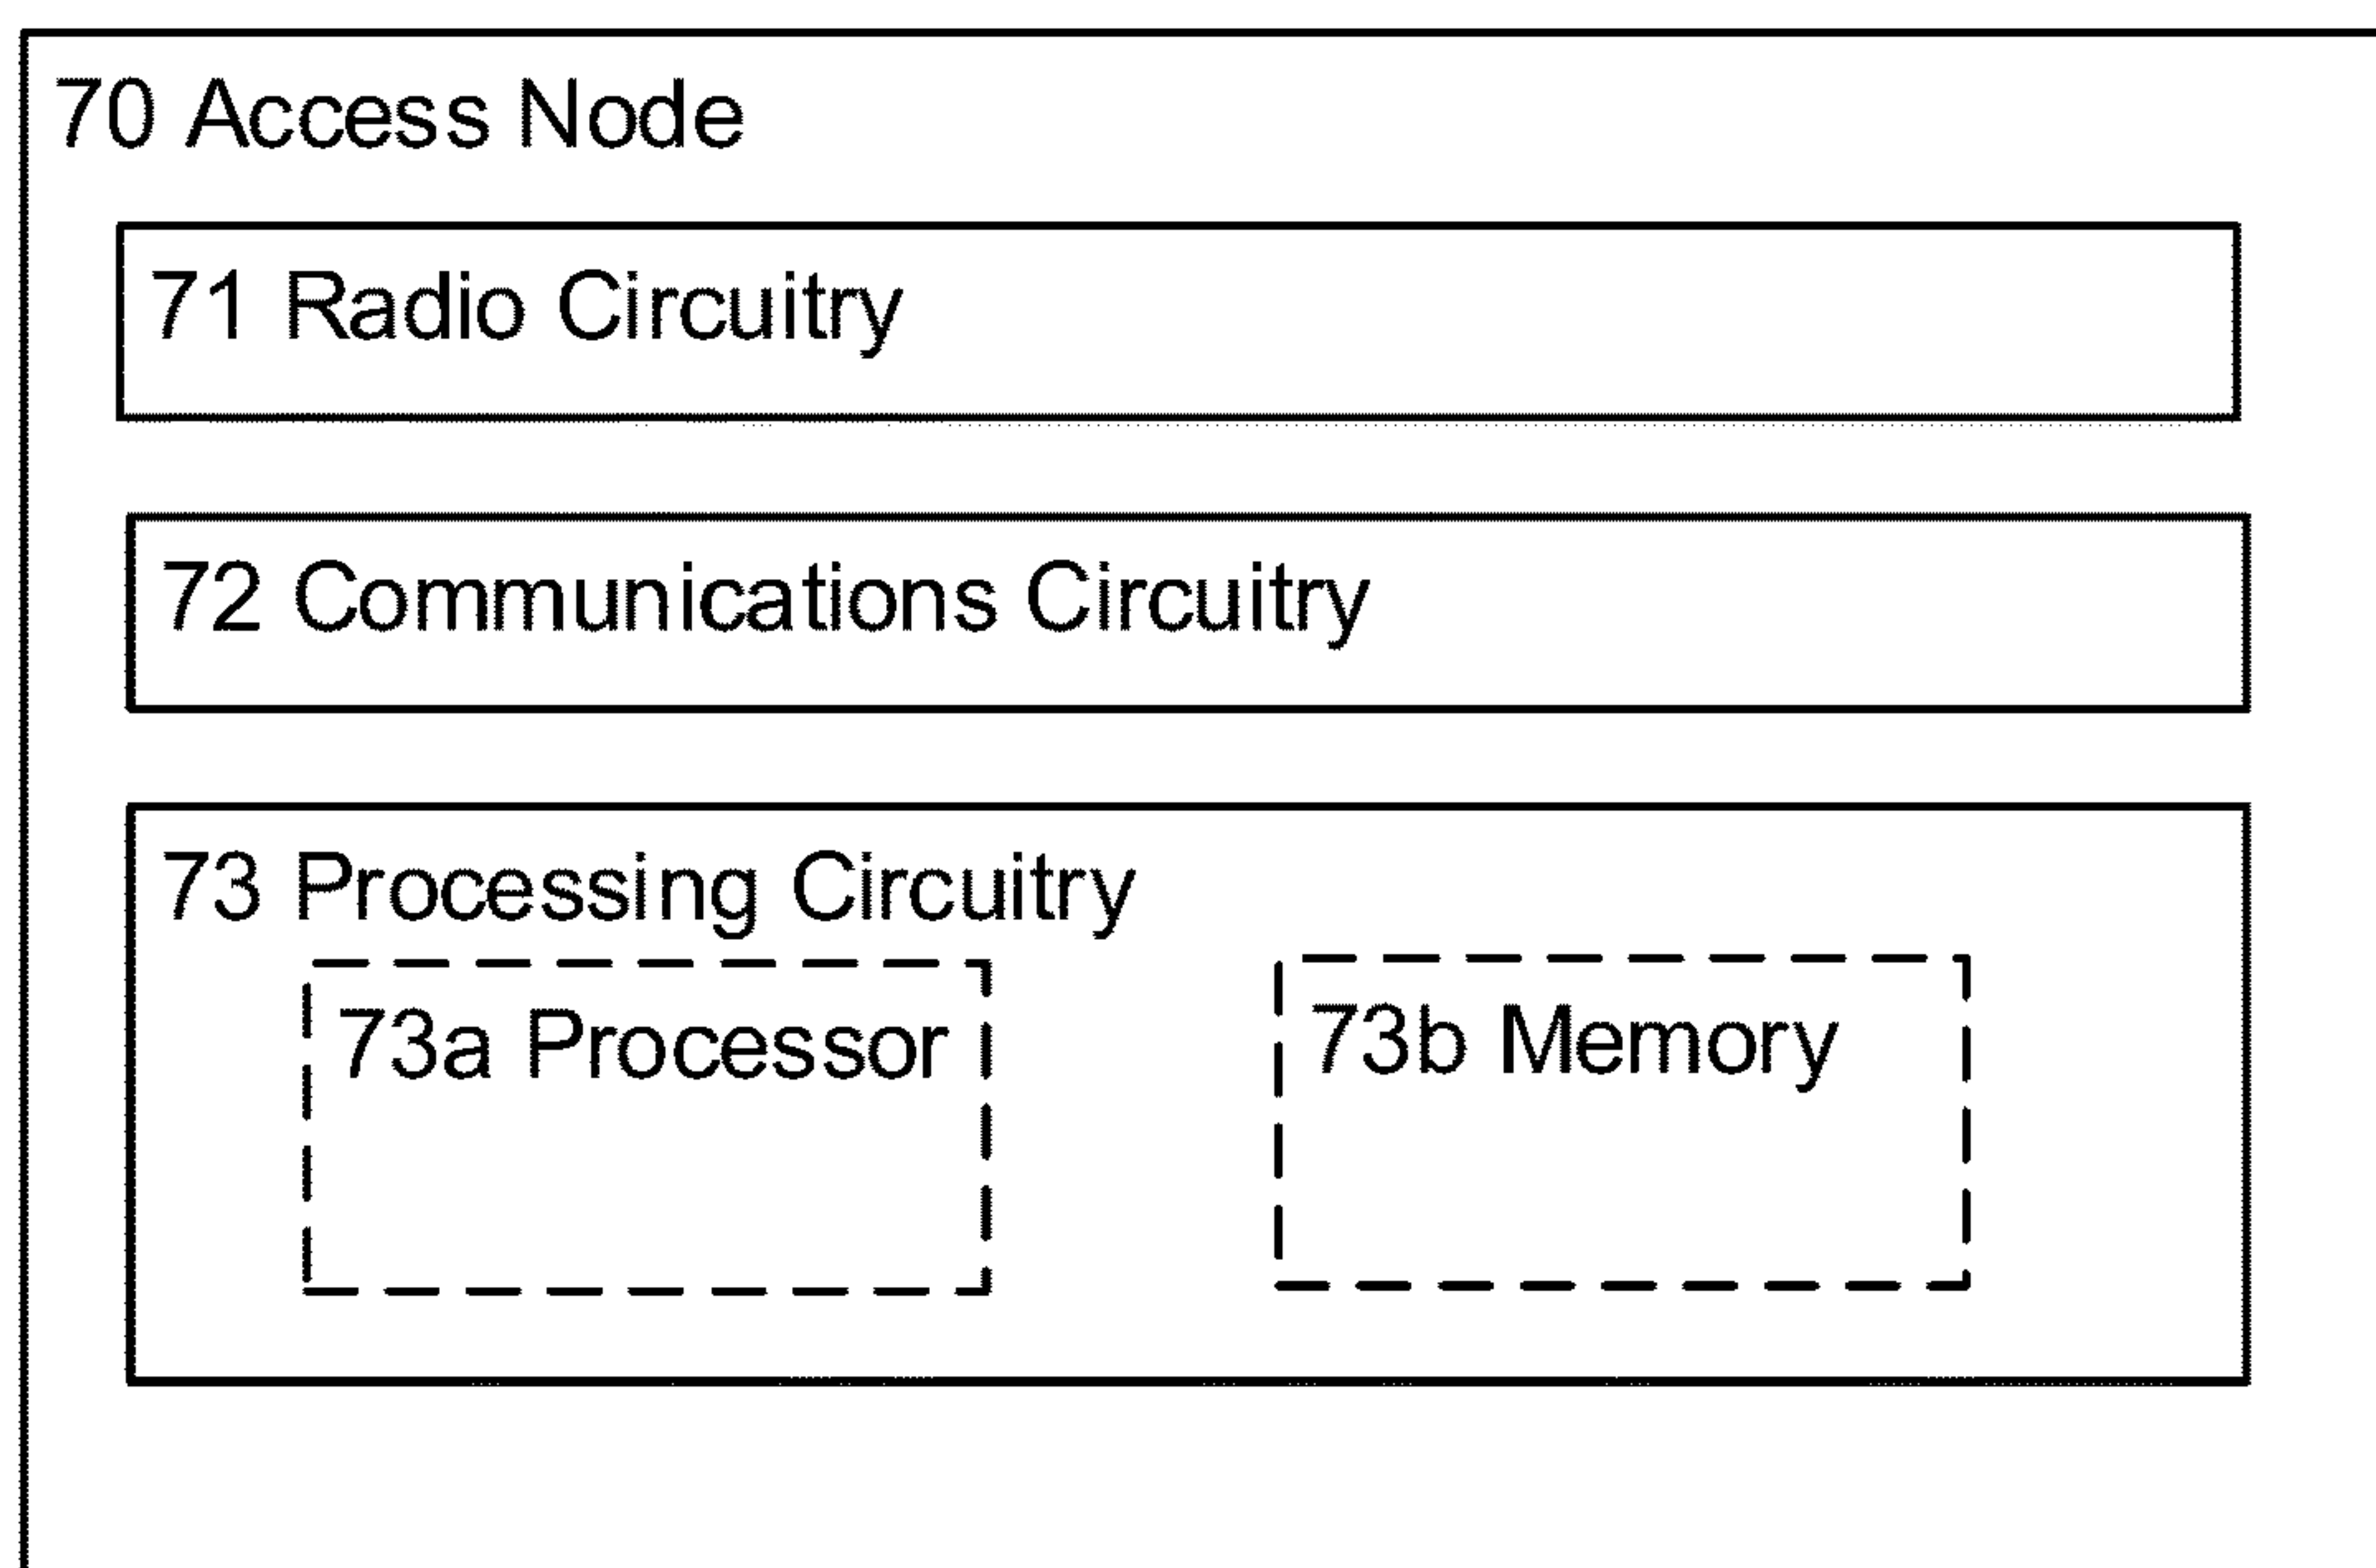 70 Access Node
71 Radio Circuitry
72 Communications Circuitry
73 Processing Circuitry
73a Processor
73b Memory